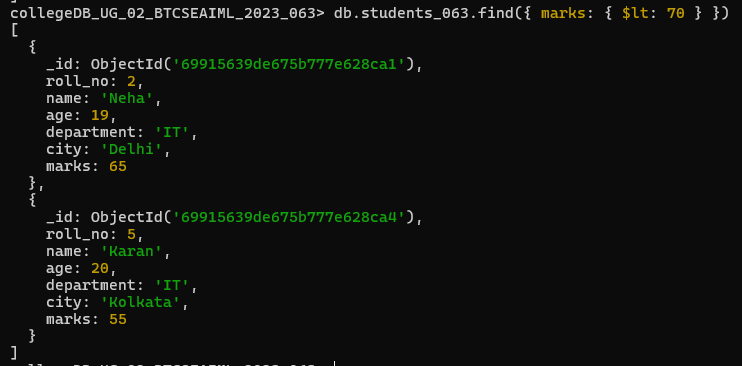 collegeDB_UG_02_BTCSEAIML_2023_063> db.students_063.find({ marks: { $lt: 70 } })
[
  {
    _id: ObjectId('69915639de675b777e628ca1'),
    roll_no: 2,
    name: 'Neha',
    age: 19,
    department: 'IT',
    city: 'Delhi',
    marks: 65
  },
  {
    _id: ObjectId('69915639de675b777e628ca4'),
    roll_no: 5,
    name: 'Karan',
    age: 20,
    department: 'IT',
    city: 'Kolkata',
    marks: 55
  }
]